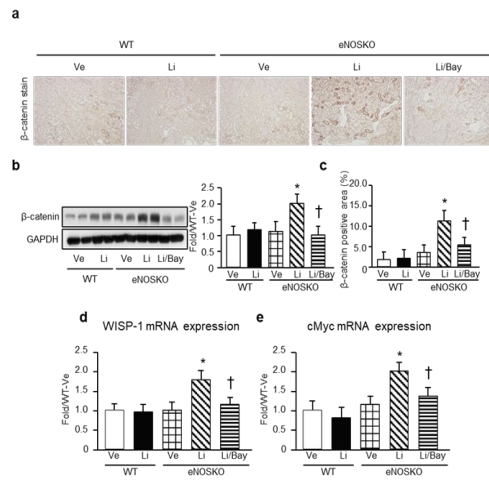 a
WT eNOSKO
Ve Li Ve Li Li/Bay
β-catenin stain
b
β-catenin
GAPDH
Ve Li Ve Li Li/Bay
WT eNOSKO
Fold/WT-Ve
2.5
2.0
1.5
1.0
0.5
0
*
†
Ve Li Ve Li Li/Bay
WT eNOSKO
c
β-catenin positive area (%)
20.0
15.0
10.0
5.0
0
*
†
Ve Li Ve Li Li/Bay
WT eNOSKO
d WISP-1 mRNA expression
Fold/WT-Ve
2.5
2.0
1.5
1.0
0.5
0
*
†
Ve Li Ve Li Li/Bay
WT eNOSKO
e cMyc mRNA expression
Fold/WT-Ve
2.5
2.0
1.5
1.0
0.5
0
*
†
Ve Li Ve Li Li/Bay
WT eNOSKO